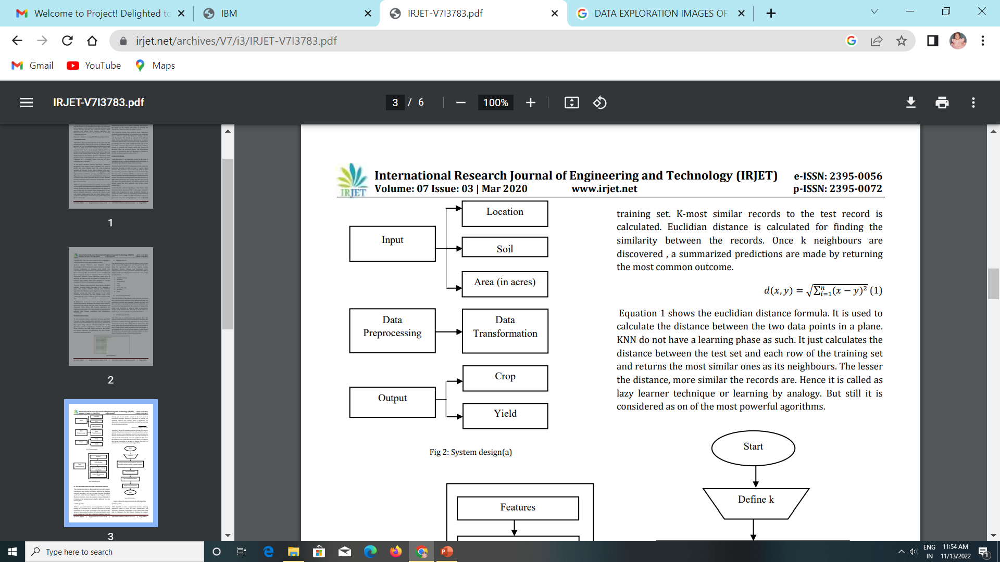 Welcome to Project! Delighted to
IBM
IRJET-V7I3783.pdf
DATA EXPLORATION IMAGES OF
irjet.net/archives/V7/i3/IRJET-V7I3783.pdf
Gmail
YouTube
Maps
IRJET-V7I3783.pdf
3 / 6
100%
1
2
3
IRJET
International Research Journal of Engineering and Technology (IRJET) e-ISSN: 2395-0056
Volume: 07 Issue: 03 | Mar 2020 www.irjet.net p-ISSN: 2395-0072
Input
Location
Soil
Area (in acres)
Data
Preprocessing
Data
Transformation
Output
Crop
Yield
Fig 2: System design(a)
Features
training set. K-most similar records to the test record is
calculated. Euclidian distance is calculated for finding the
similarity between the records. Once k neighbours are
discovered , a summarized predictions are made by returning
the most common outcome.
d(x,y) = √∑ⁿᵢ₌₁(x − y)² (1)
Equation 1 shows the euclidian distance formula. It is used to
calculate the distance between the two data points in a plane.
KNN do not have a learning phase as such. It just calculates the
distance between the test set and each row of the training set
and returns the most similar ones as its neighbours. The lesser
the distance, more similar the records are. Hence it is called as
lazy learner technique or learning by analogy. But still it is
considered as on of the most powerful agorithms.
Start
Define k
Type here to search
ENG
IN
11:54 AM
11/13/2022
1